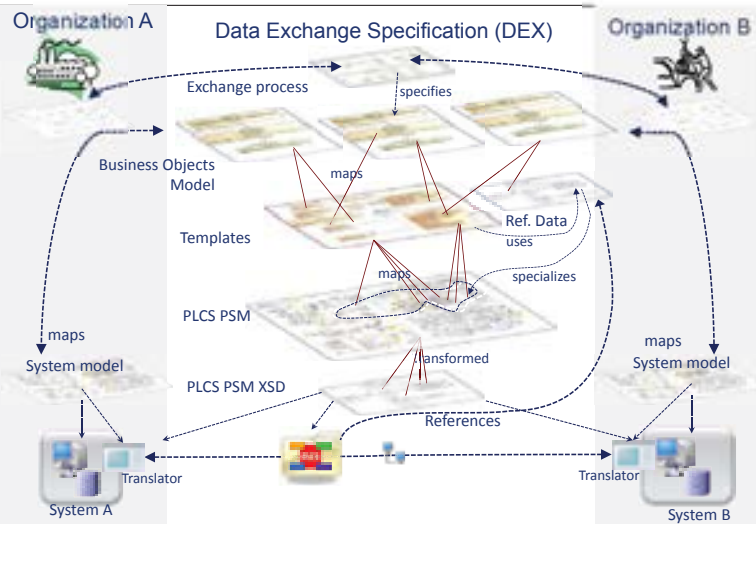 Organization A
Data Exchange Specification (DEX)
Organization B
Exchange process
specifies
Business Objects
Model
maps
Templates
Ref. Data
uses
maps
specializes
PLCS PSM
maps
System model
transformed
maps
System model
PLCS PSM XSD
References
Translator
Translator
System A
System B